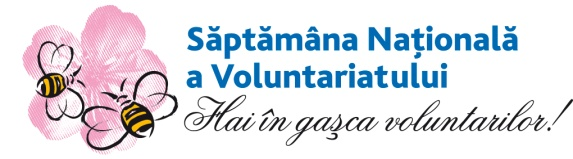 Săptămâna Națională
a Voluntariatului
Hai în gașca voluntarilor!